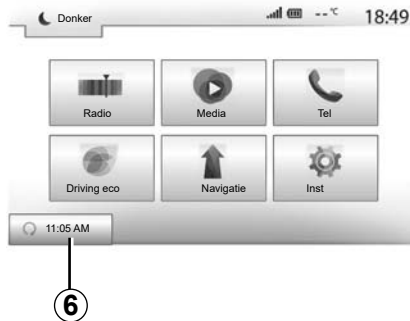 Donker --°C 18:49
Radio Media Tel
Driving eco Navigatie Inst
11:05 AM
6